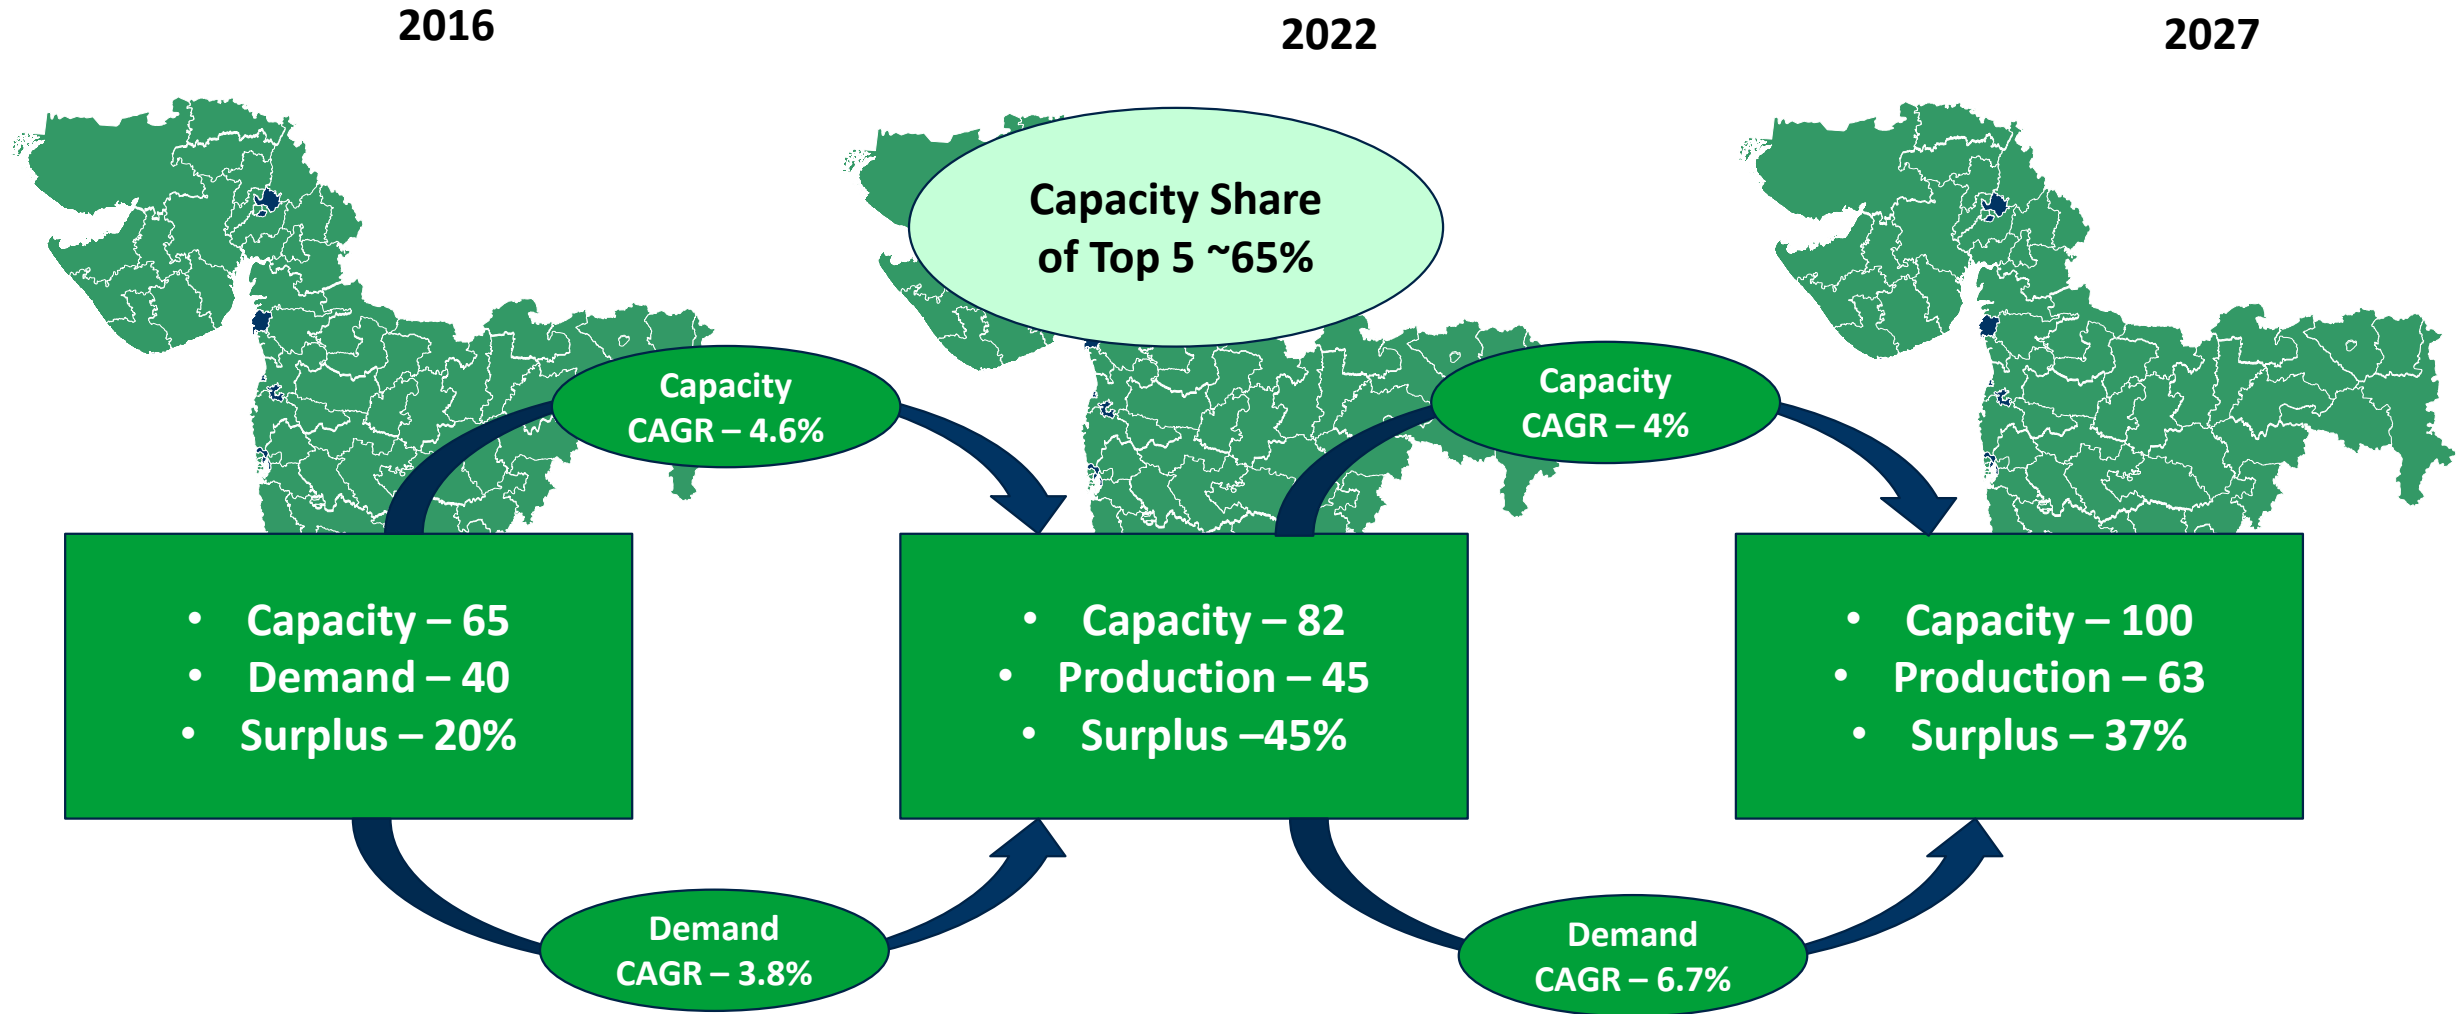 2016
2022
2027
Capacity Share
of Top 5 ~65%
Capacity
CAGR – 4.6%
Capacity
CAGR – 4%
• Capacity – 65
• Demand – 40
• Surplus – 20%
• Capacity – 82
• Production – 45
• Surplus –45%
• Capacity – 100
• Production – 63
• Surplus – 37%
Demand
CAGR – 3.8%
Demand
CAGR – 6.7%